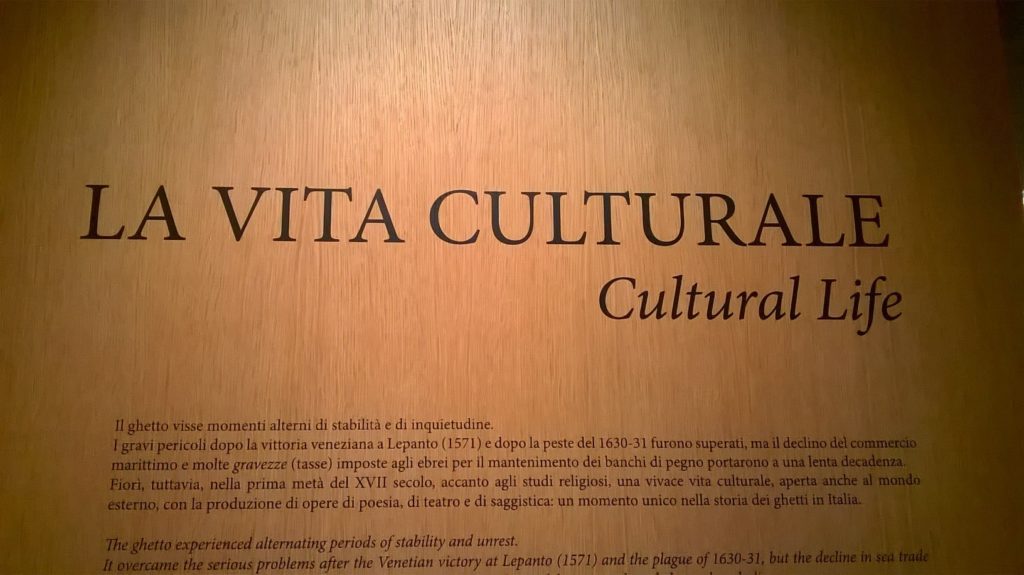 LA VITA CULTURALE
Cultural Life
Il ghetto visse momenti alterni di stabilità e di inquietudine.
I gravi pericoli dopo la vittoria veneziana a Lepanto (1571) e dopo la peste del 1630-31 furono superati, ma il declino del commercio
marittimo e molte gravezze (tasse) imposte agli ebrei per il mantenimento dei banchi di pegno portarono a una lenta decadenza.
Fiorì, tuttavia, nella prima metà del XVII secolo, accanto agli studi religiosi, una vivace vita culturale, aperta anche al mondo
esterno, con la produzione di opere di poesia, di teatro e di saggistica: un momento unico nella storia dei ghetti in Italia.
The ghetto experienced alternating periods of stability and unrest.
It overcame the serious problems after the Venetian victory at Lepanto (1571) and the plague of 1630-31, but the decline in sea trade